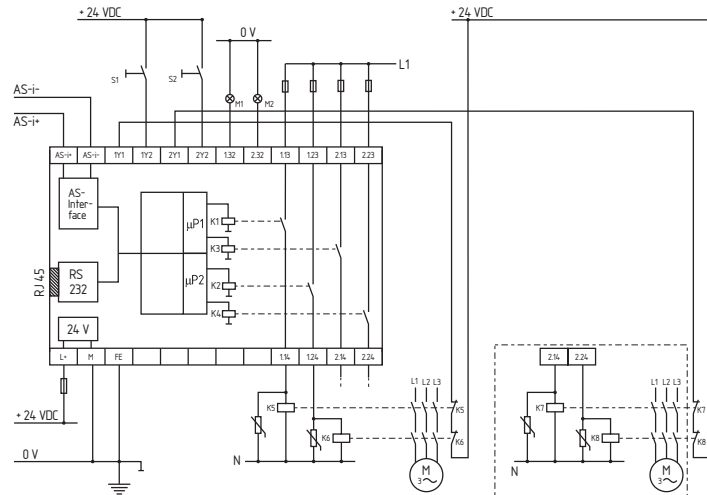 + 24 VDC
+ 24 VDC
0 V
L1
S1
S2
M1
M2
AS-i-
AS-i+
AS-i+ AS-i- 1Y1 1Y2 2Y1 2Y2 1.32 2.32 1.13 1.23 2.13 2.23
AS-
Inter-
face
µP1
K1
K3
RJ 45
RS
232
µP2
K2
K4
24 V
L+ M FE 1.14 1.24 2.14 2.24
2.14 2.24
L1 L2 L3
L1 L2 L3
K5
K5
K7
K7
+ 24 VDC
K6
K6
K8
K8
0 V
N
M
3
N
M
3